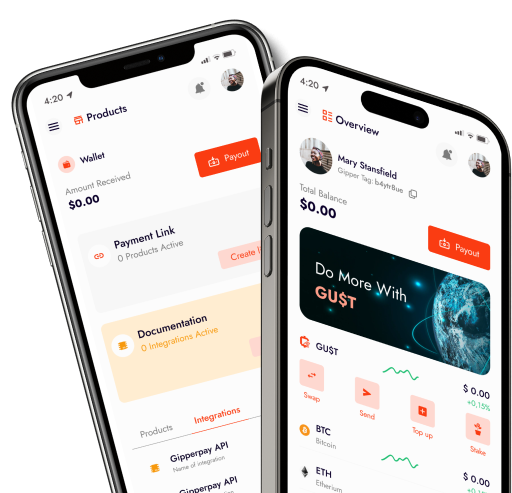 4:20
Products
Wallet
Amount Received
$0.00
Payout
Payment Link
0 Products Active
Create
Documentation
0 Integrations Active
Products
Integrations
Gipperpay API
Name of integration
Gipperpay API
4:20
Overview
Mary Stansfield
Gipper Tag: b4ytr8ue
Total Balance
$0.00
Payout
Do More With
GU$T
GU$T
$ 0.00
+0,15%
Swap
Send
Top up
Stake
BTC
Bitcoin
$ 0.00
+0,15%
ETH
Etherium